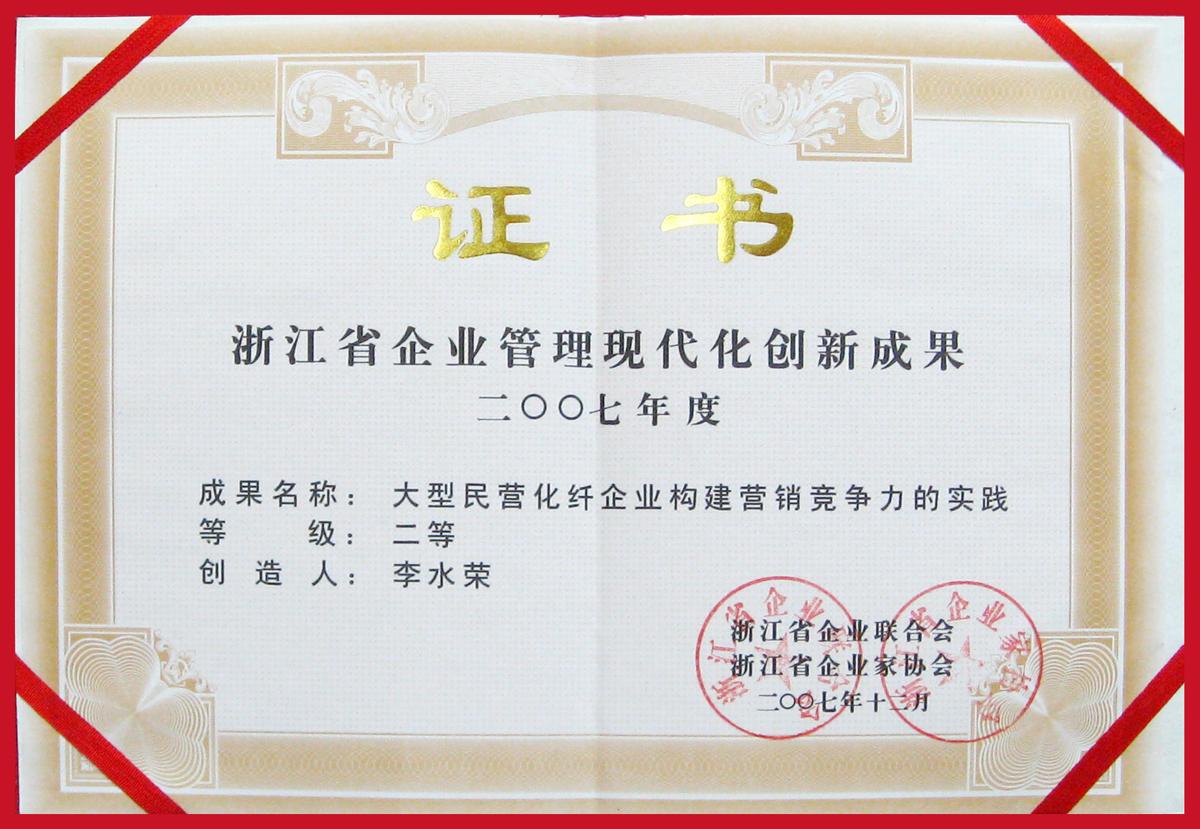 证书
浙江省企业管理现代化创新成果
二〇〇七年度
成果名称：大型民营化纤企业构建营销竞争力的实践
等级：二等
创造人：李水荣
浙江省企业联合会
浙江省企业家协会
二〇〇七年十二月
浙江省企业联合会
浙江省企业家协会